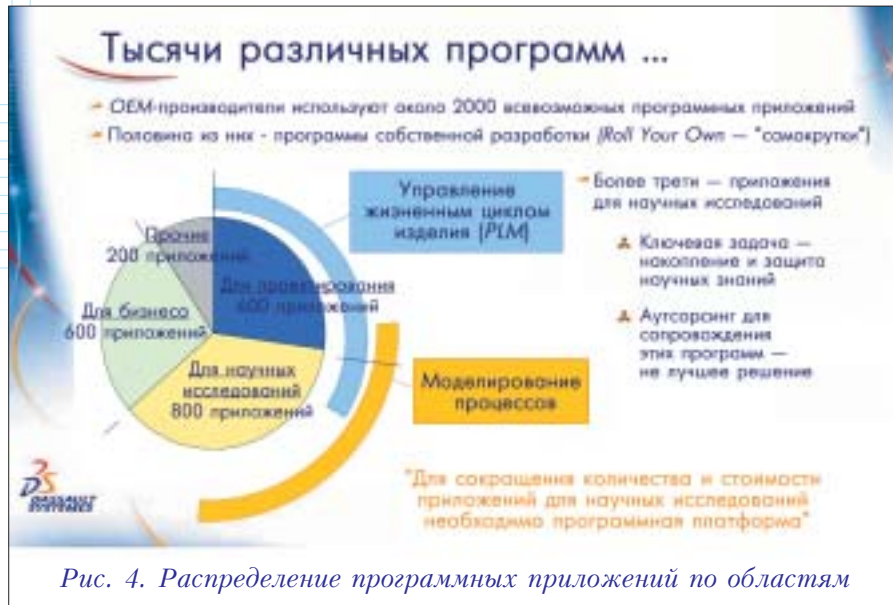 Тысячи различных программ ...
OEM-производители используют около 2000 всевозможных программных приложений
Половина из них - программы собственной разработки (Roll Your Own — "самокрутки")
Управление
жизненным циклом
изделия (PLM)
Более трети — приложения
для научных исследований
Ключевая задача —
накопление и защита
научных знаний
Аутсорсинг для
сопровождения
этих программ —
не лучшее решение
Прочие
200 приложений
Для проектирования
600 приложений
Для бизнеса
600 приложений
Для научных
исследований
800 приложений
Моделирование
процессов
"Для сокращения количества и стоимости
приложений для научных исследований
необходима программная платформа"
DASSAULT
SYSTEMES
Рис. 4. Распределение программных приложений по областям